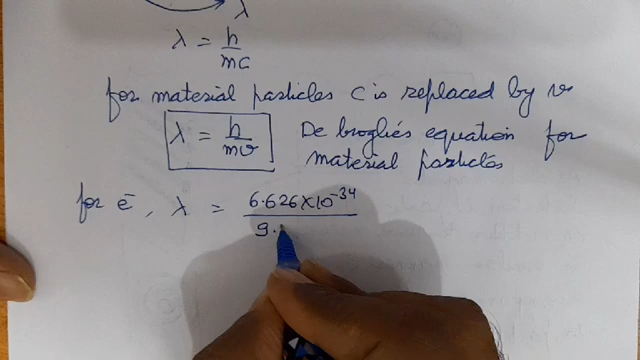 λ
λ = h/mc
for material particles c is replaced by v
λ = h/mv De broglie's equation for
material particles
for e⁻, λ = 6.626×10⁻³⁴
9.